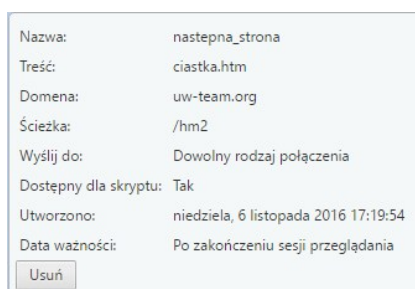 Nazwa: nastepna_strona
Treść: ciastka.htm
Domena: uw-team.org
Ścieżka: /hm2
Wyślij do: Dowolny rodzaj połączenia
Dostępny dla skryptu: Tak
Utworzono: niedziela, 6 listopada 2016 17:19:54
Data ważności: Po zakończeniu sesji przeglądania
Usuń